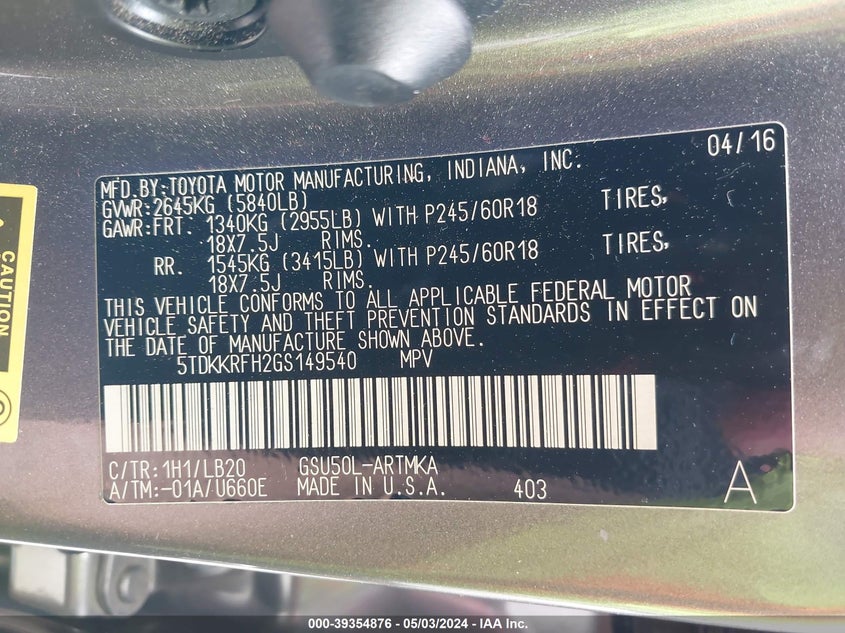 04/16
MFD.BY:TOYOTA MOTOR MANUFACTURING, INDIANA, INC.
GVWR:2645KG (5840LB)
GAWR:FRT. 1340KG (2955LB) WITH P245/60R18 TIRES,
18X7.5J RIMS.
RR. 1545KG (3415LB) WITH P245/60R18 TIRES,
18X7.5J RIMS.
THIS VEHICLE CONFORMS TO ALL APPLICABLE FEDERAL MOTOR
VEHICLE SAFETY AND THEFT PREVENTION STANDARDS IN EFFECT ON
THE DATE OF MANUFACTURE SHOWN ABOVE.
5TDKKRFH2GS149540 MPV
C/TR:1H1/LB20 GSU50L-ARTMKA
A/TM:-01A/U660E MADE IN U.S.A. 403 A
CAUTION
000-39354876 - 05/03/2024 - IAA Inc.